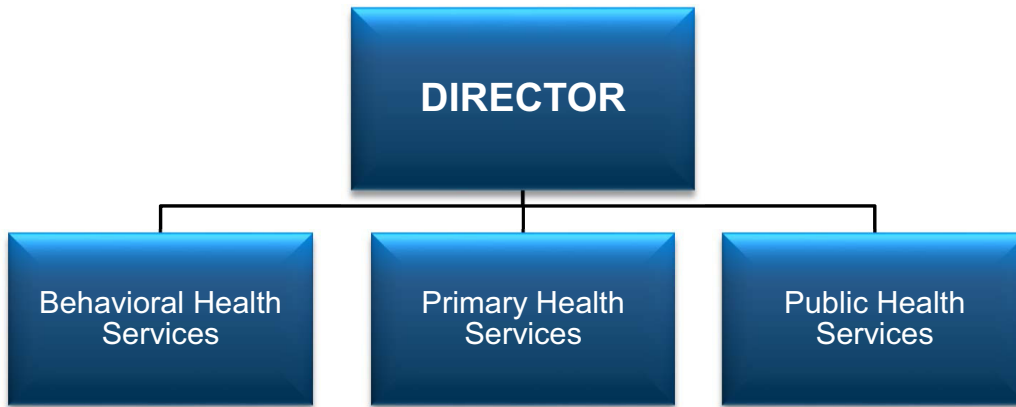 DIRECTOR
Behavioral Health
Services
Primary Health
Services
Public Health
Services